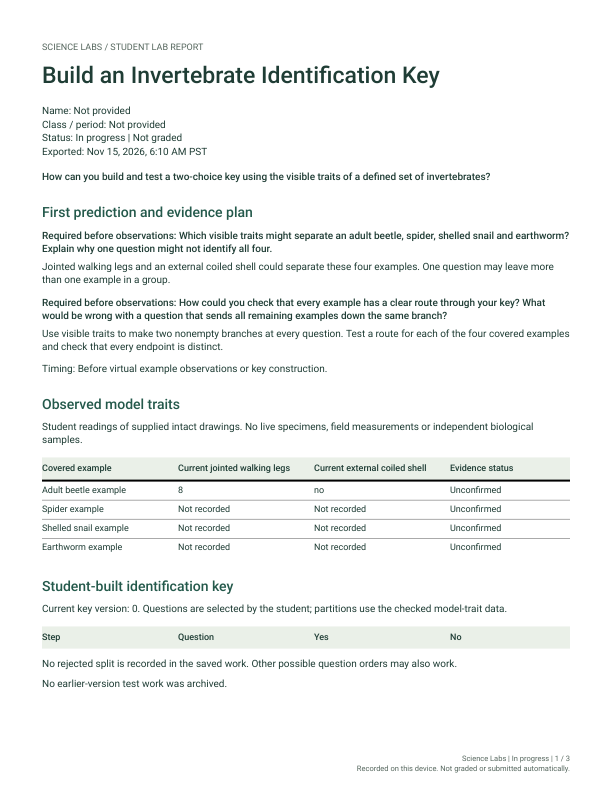 SCIENCE LABS / STUDENT LAB REPORT
Build an Invertebrate Identification Key
Name: Not provided
Class / period: Not provided
Status: In progress | Not graded
Exported: Nov 15, 2026, 6:10 AM PST
How can you build and test a two-choice key using the visible traits of a defined set of invertebrates?
First prediction and evidence plan
Required before observations: Which visible traits might separate an adult beetle, spider, shelled snail and earthworm?
Explain why one question might not identify all four.
Jointed walking legs and an external coiled shell could separate these four examples. One question may leave more
than one example in a group.
Required before observations: How could you check that every example has a clear route through your key? What
would be wrong with a question that sends all remaining examples down the same branch?
Use visible traits to make two nonempty branches at every question. Test a route for each of the four covered examples
and check that every endpoint is distinct.
Timing: Before virtual example observations or key construction.
Observed model traits
Student readings of supplied intact drawings. No live specimens, field measurements or independent biological
samples.
Covered example Current jointed walking legs Current external coiled shell Evidence status
Adult beetle example 8 no Unconfirmed
Spider example Not recorded Not recorded Unconfirmed
Shelled snail example Not recorded Not recorded Unconfirmed
Earthworm example Not recorded Not recorded Unconfirmed
Student-built identification key
Current key version: 0. Questions are selected by the student; partitions use the checked model-trait data.
Step Question Yes No
No rejected split is recorded in the saved work. Other possible question orders may also work.
No earlier-version test work was archived.
Science Labs | In progress | 1 / 3
Recorded on this device. Not graded or submitted automatically.